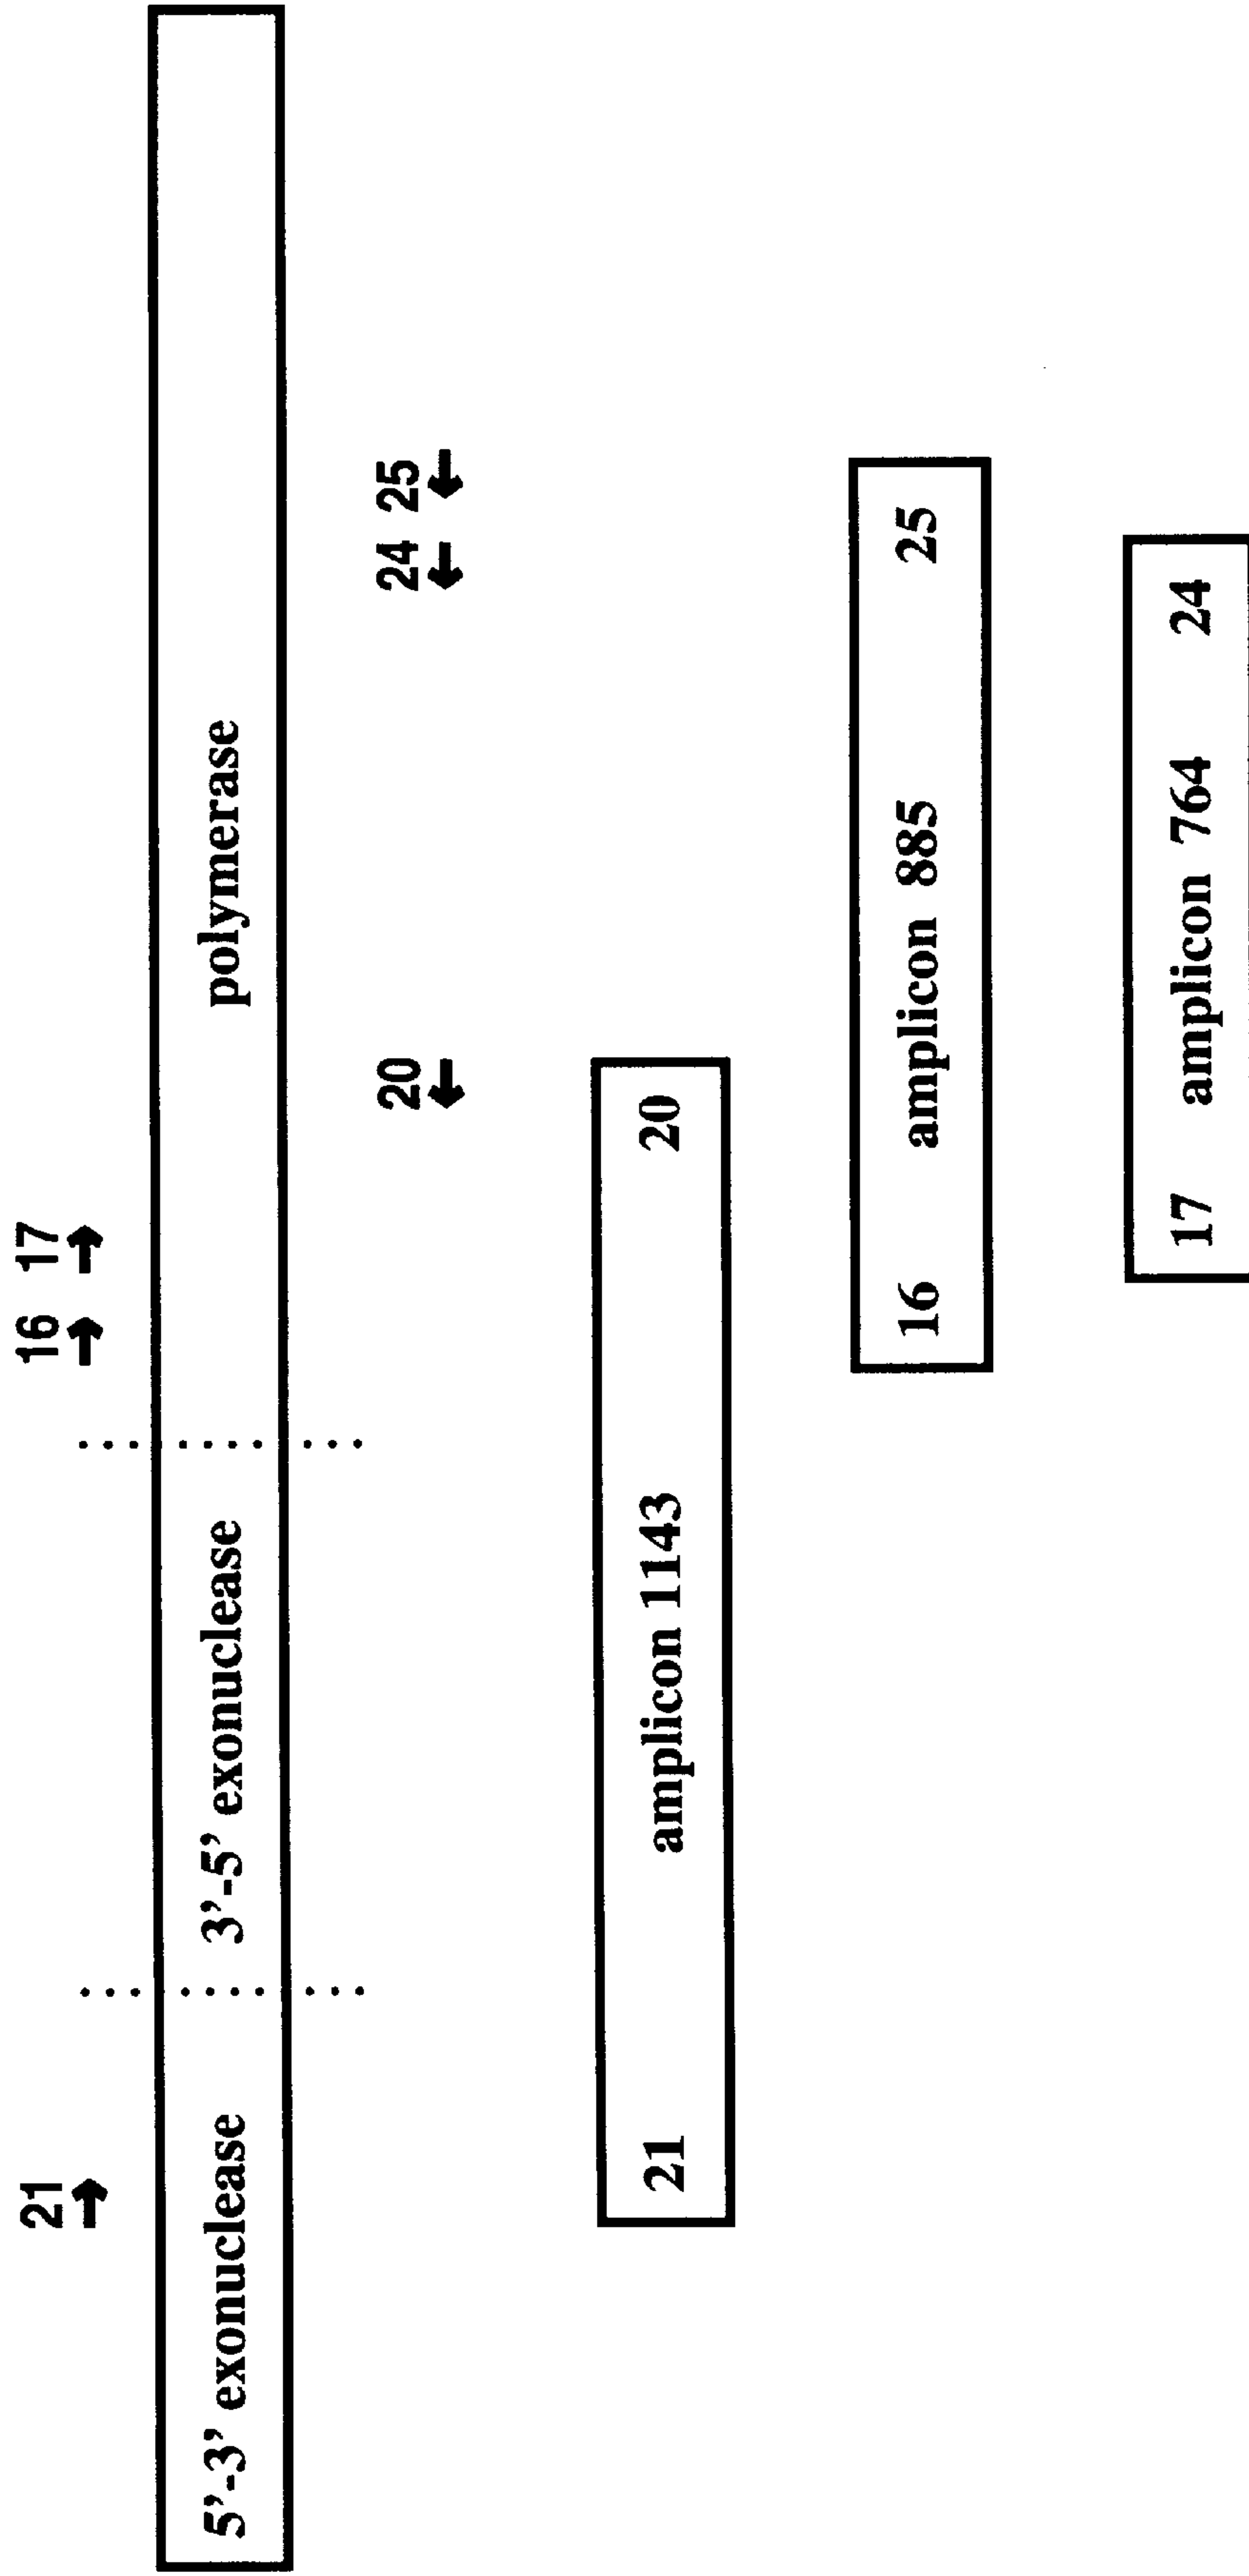 21 16 17
5'-3' exonuclease 3'-5' exonuclease polymerase
20 24 25
21 amplicon 1143 20
16 amplicon 885 25
17 amplicon 764 24